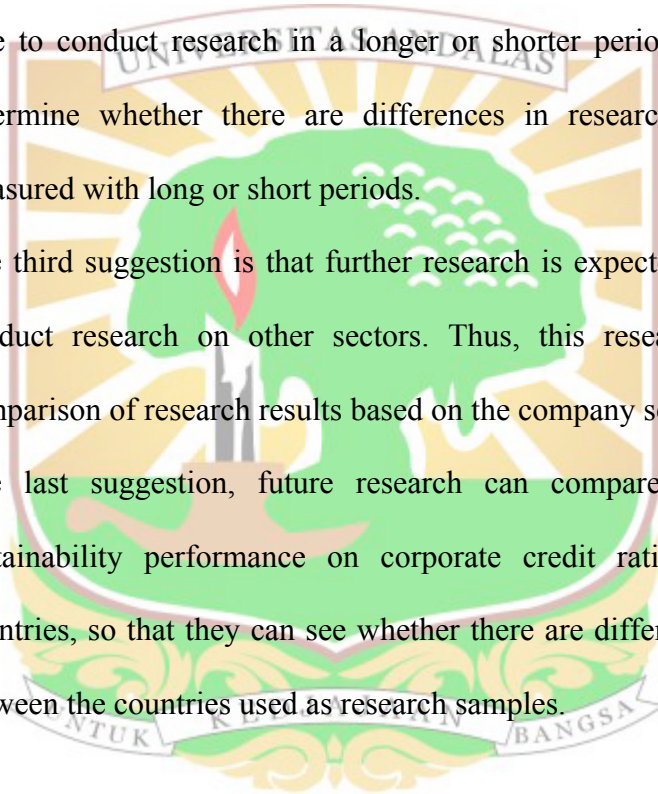 UNIVERSITAS ANDALAS
e to conduct research in a longer or shorter perio
ermine whether there are differences in researc
asured with long or short periods.
e third suggestion is that further research is expect
duct research on other sectors. Thus, this resea
mparison of research results based on the company se
e last suggestion, future research can compare
tainability performance on corporate credit rati
ntries, so that they can see whether there are differ
ween the countries used as research samples.
UNTUK KEDJAJAAN BANGSA